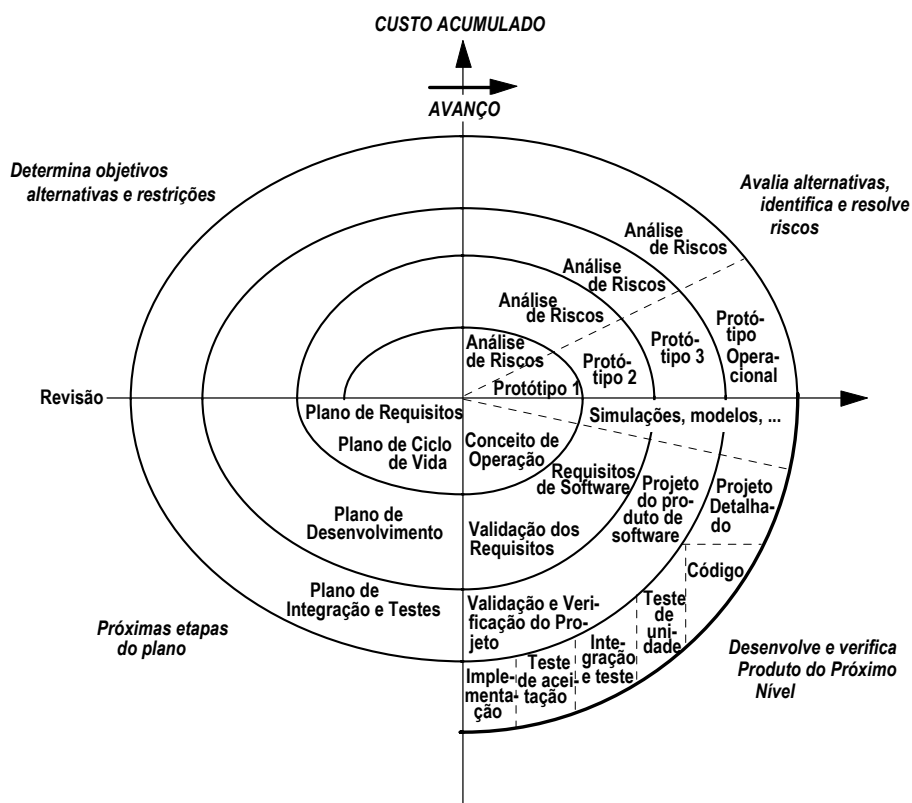 CUSTO ACUMULADO
AVANÇO
Determina objetivos
alternativas e restrições
Avalia alternativas,
identifica e resolve
riscos
Análise
de Riscos
Análise
de Riscos
Análise
de Riscos
Análise
de Riscos
Protó-
tipo
Operacional
Protó-
tipo 3
Protó-
tipo 2
Protótipo 1
Revisão
Plano de Requisitos
Simulações, modelos, ...
Plano de Ciclo
de Vida
Conceito de
Operação
Requisitos
de Software
Projeto
do pro
duto de
software
Projeto
Detalha-
do
Plano de
Desenvolvimento
Validação dos
Requisitos
Código
Plano de
Integração e Testes
Validação e Veri-
ficação do Pro-
jeto
Teste
de
uni-
dade
Inte-
gração
e teste
Teste
de acei-
tação
Imple-
menta-
ção
Próximas etapas
do plano
Desenvolve e verifica
Produto do Próximo
Nível